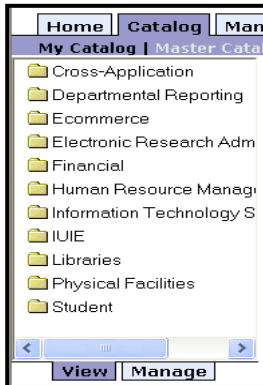 Home Catalog Man
My Catalog | Master Cata
Cross-Application
Departmental Reporting
Ecommerce
Electronic Research Adm
Financial
Human Resource Manag
Information Technology S
IUIE
Libraries
Physical Facilities
Student
View Manage